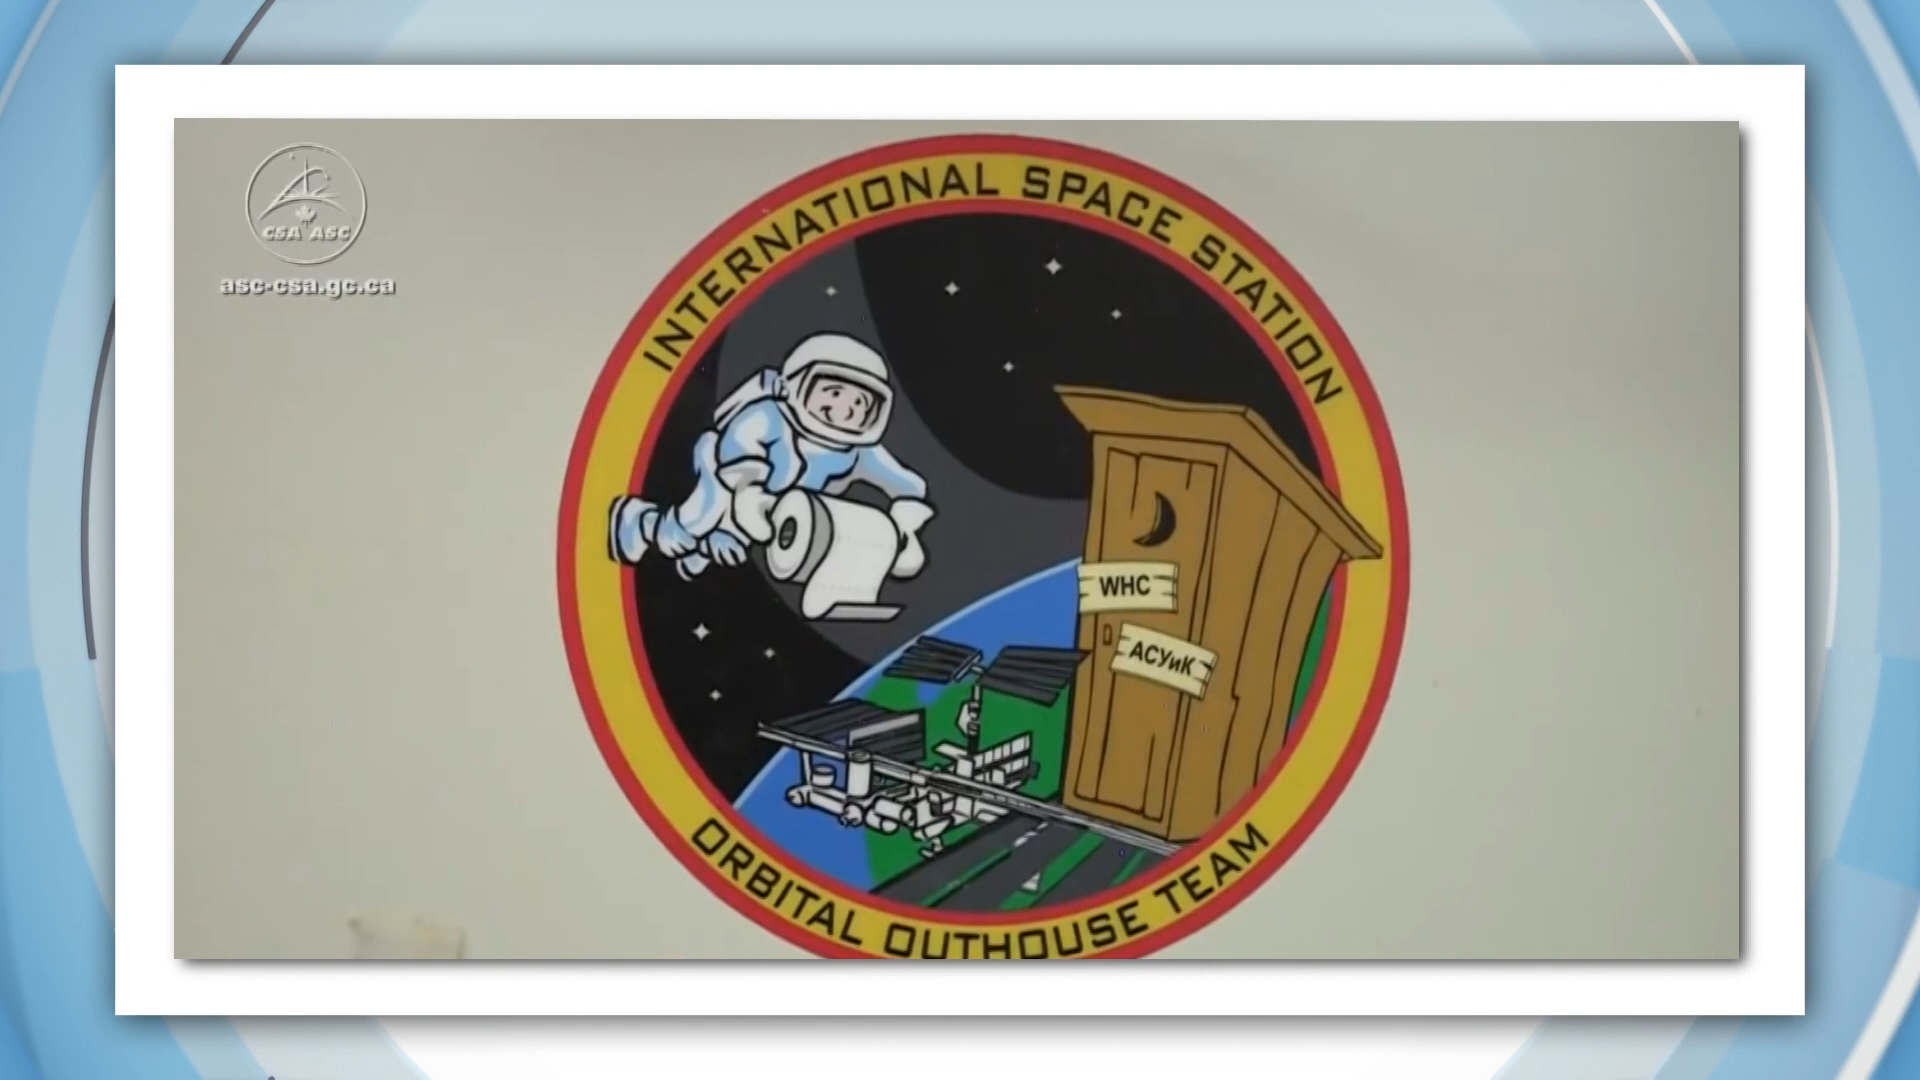 CSA ASC
asc-csa.gc.ca
INTERNATIONAL SPACE STATION
WHC
АСУиК
ORBITAL OUTHOUSE TEAM